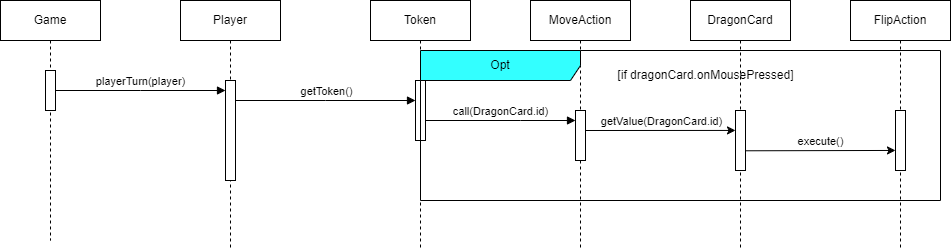 Game
Player
Token
MoveAction
DragonCard
FlipAction
Opt
[if dragonCard.onMousePressed]
playerTurn(player)
getToken()
call(DragonCard.id)
getValue(DragonCard.id)
execute()